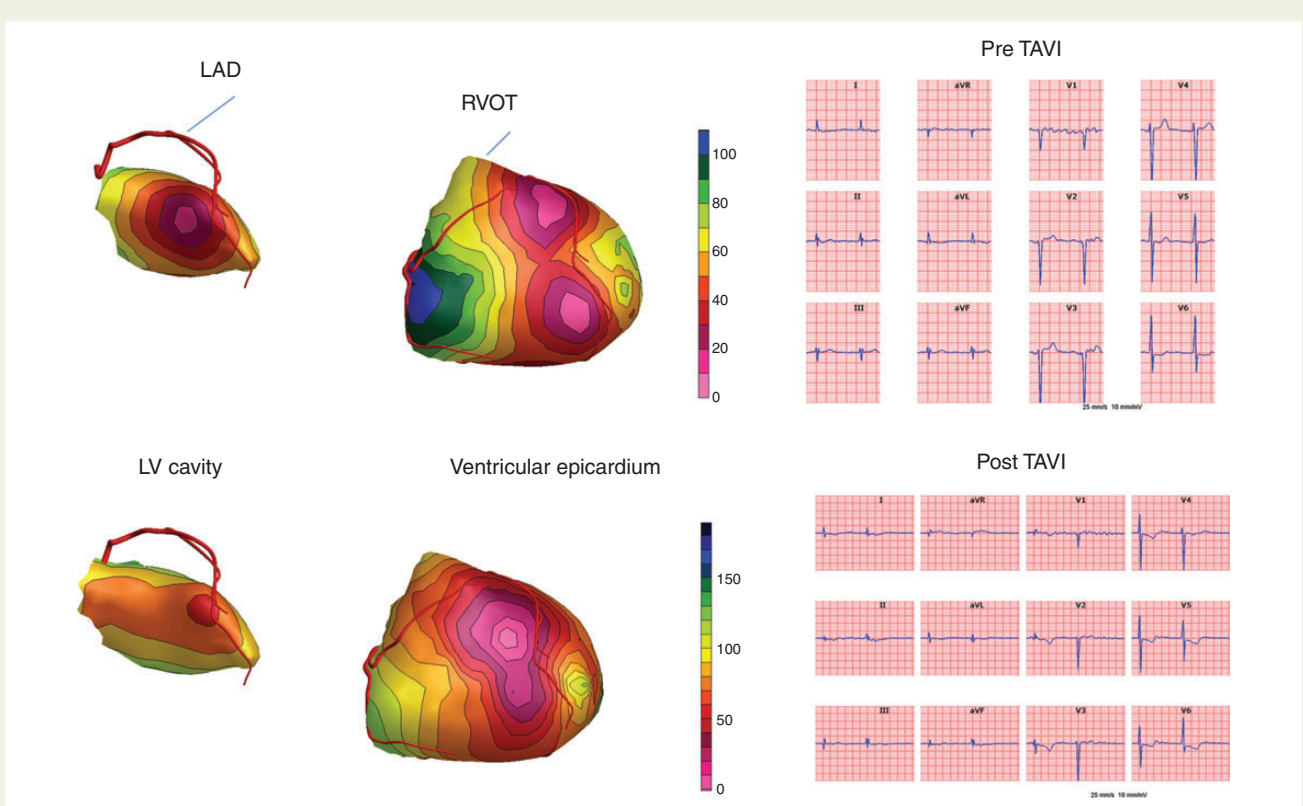 LAD
RVOT
100
80
60
40
20
0
Pre TAVI
I
aVR
V1
V4
II
aVL
V2
V5
III
aVF
V3
V6
25 mm/s 10 mm/mV
LV cavity
Ventricular epicardium
150
100
50
0
Post TAVI
I
aVR
V1
V4
II
aVL
V2
V5
III
aVF
V3
V6
25 mm/s 10 mm/mV